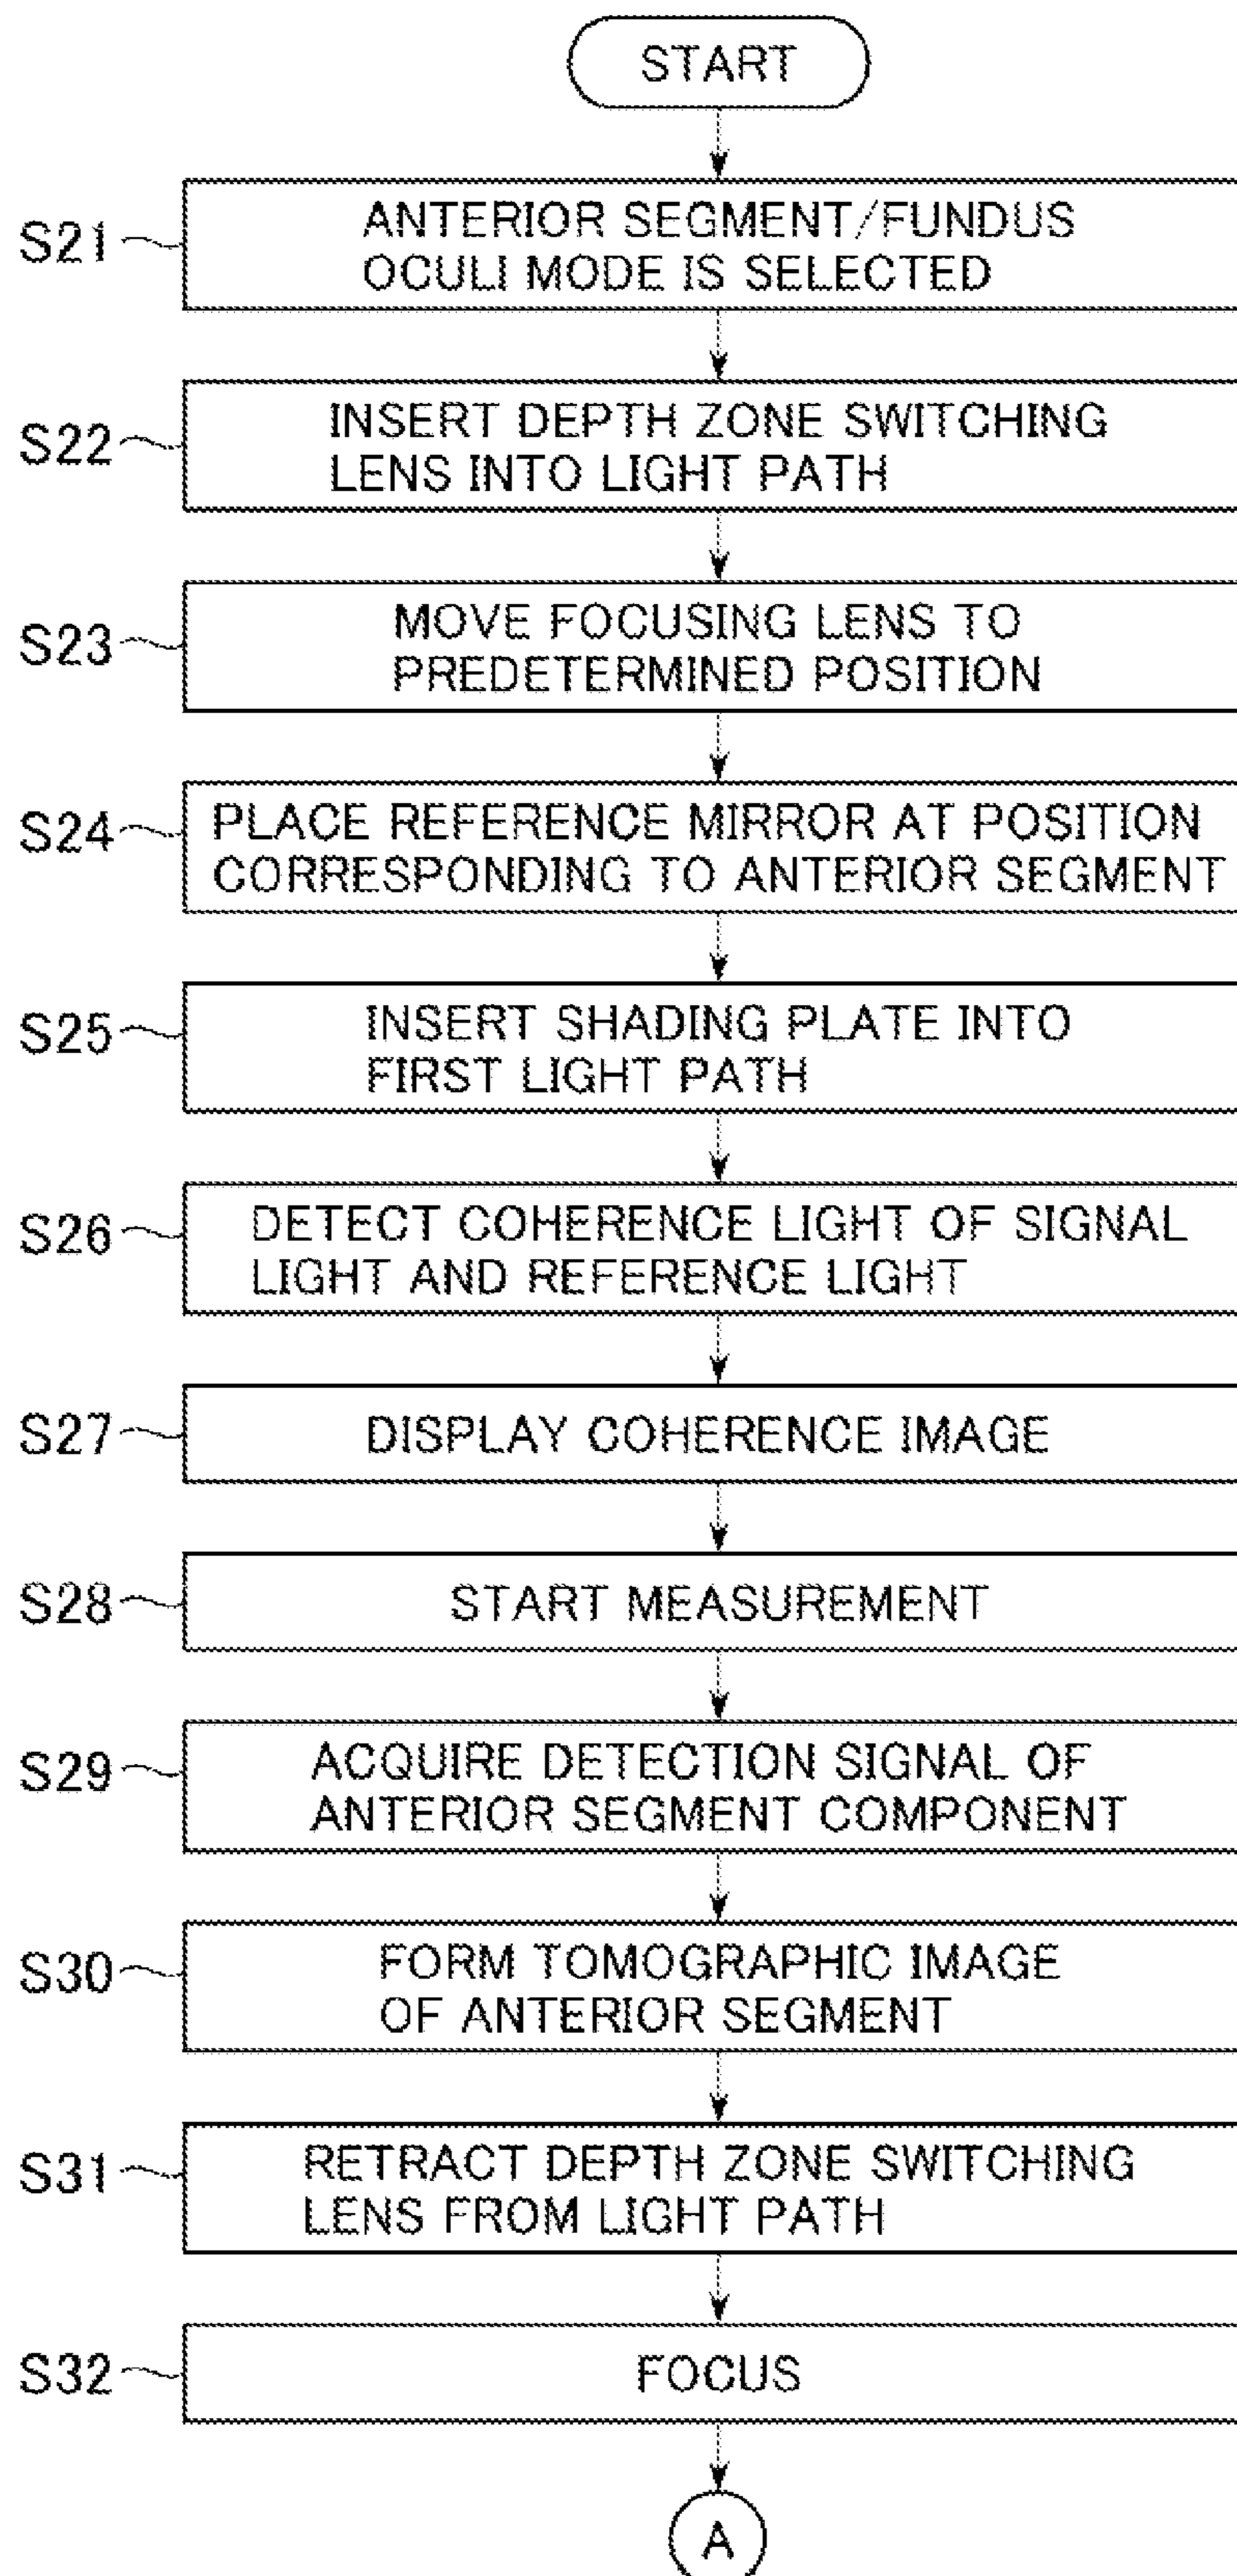 START
S21
ANTERIOR SEGMENT/FUNDUS
OCULI MODE IS SELECTED
S22
INSERT DEPTH ZONE SWITCHING
LENS INTO LIGHT PATH
S23
MOVE FOCUSING LENS TO
PREDETERMINED POSITION
S24
PLACE REFERENCE MIRROR AT POSITION
CORRESPONDING TO ANTERIOR SEGMENT
S25
INSERT SHADING PLATE INTO
FIRST LIGHT PATH
S26
DETECT COHERENCE LIGHT OF SIGNAL
LIGHT AND REFERENCE LIGHT
S27
DISPLAY COHERENCE IMAGE
S28
START MEASUREMENT
S29
ACQUIRE DETECTION SIGNAL OF
ANTERIOR SEGMENT COMPONENT
S30
FORM TOMOGRAPHIC IMAGE
OF ANTERIOR SEGMENT
S31
RETRACT DEPTH ZONE SWITCHING
LENS FROM LIGHT PATH
S32
FOCUS
A